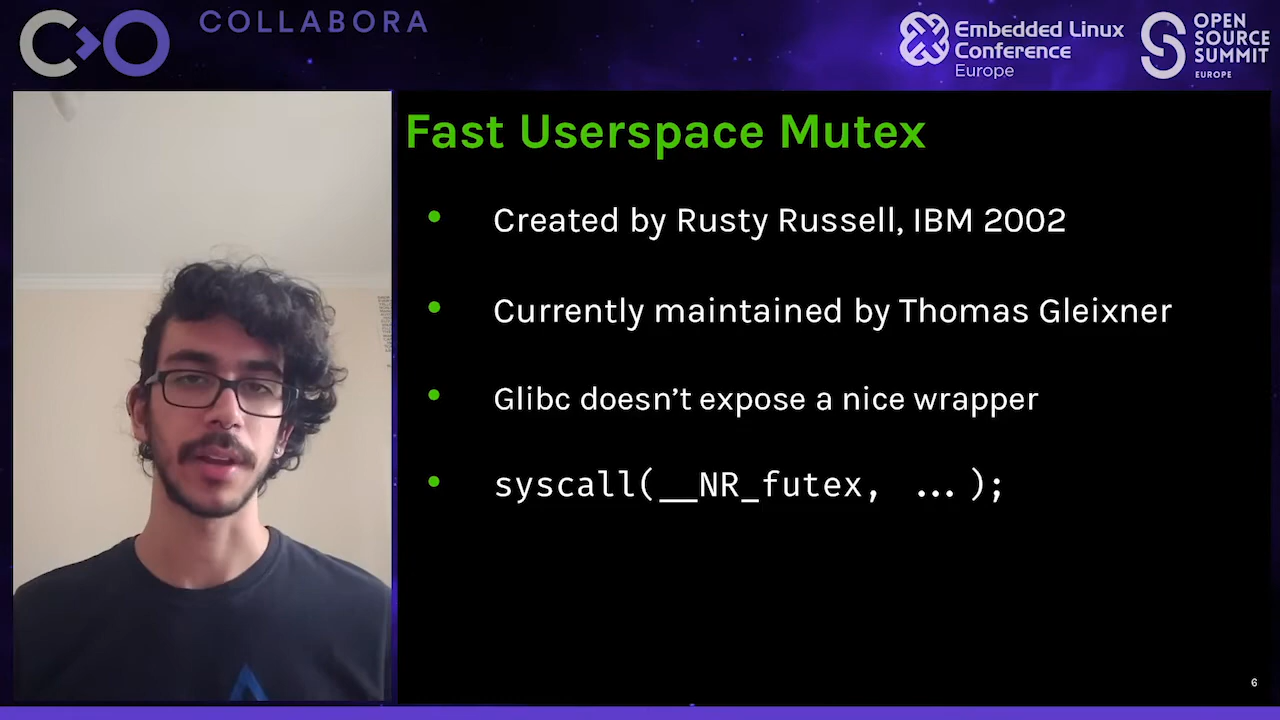 COLLABORA
Embedded Linux
Conference
Europe
OPEN
SOURCE
SUMMIT
EUROPE
Fast Userspace Mutex
Created by Rusty Russell, IBM 2002
Currently maintained by Thomas Gleixner
Glibc doesn’t expose a nice wrapper
syscall(__NR_futex, ...);
6